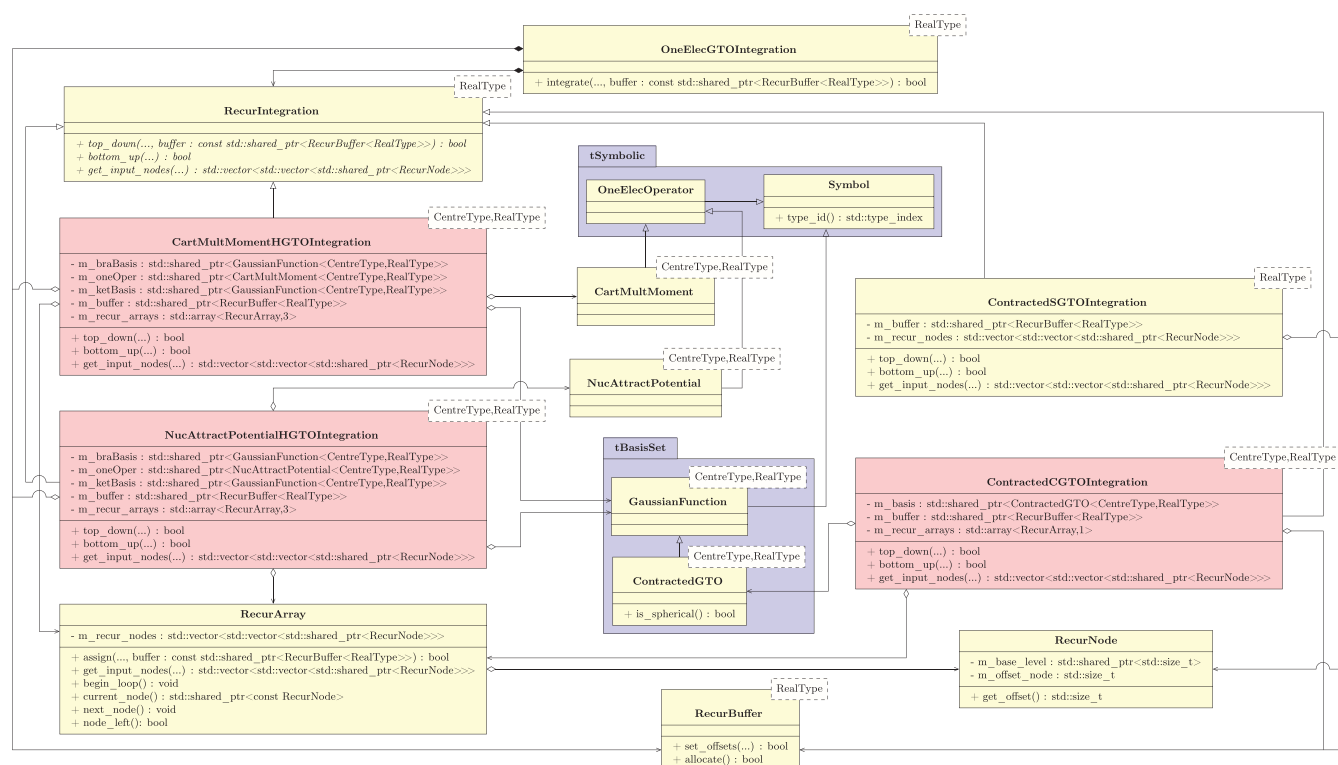 RealType
OneElecGTOIntegration
+ integrate(..., buffer : const std::shared_ptr<RecurBuffer<RealType>>) : bool
RealType
RecurIntegration
+ top_down(..., buffer : const std::shared_ptr<RecurBuffer<RealType>>) : bool
+ bottom_up(...) : bool
+ get_input_nodes(...) : std::vector<std::vector<std::shared_ptr<RecurNode>>>
tSymbolic
OneElecOperator
Symbol
+ type_id() : std::type_index
CentreType,RealType
CartMultMomentHGTOIntegration
- m_braBasis : std::shared_ptr<GaussianFunction<CentreType,RealType>>
- m_oneOper : std::shared_ptr<CartMultMoment<CentreType,RealType>>
- m_ketBasis : std::shared_ptr<GaussianFunction<CentreType,RealType>>
- m_buffer : std::shared_ptr<RecurBuffer<RealType>>
- m_recur_arrays : std::array<RecurArray,3>
+ top_down(...) : bool
+ bottom_up(...) : bool
+ get_input_nodes(...) : std::vector<std::vector<std::shared_ptr<RecurNode>>>
CentreType,RealType
CartMultMoment
RealType
ContractedSGTOIntegration
- m_buffer : std::shared_ptr<RecurBuffer<RealType>>
- m_recur_nodes : std::vector<std::vector<std::shared_ptr<RecurNode>>>
+ top_down(...) : bool
+ bottom_up(...) : bool
+ get_input_nodes(...) : std::vector<std::vector<std::shared_ptr<RecurNode>>>
CentreType,RealType
NucAttractPotential
CentreType,RealType
NucAttractPotentialHGTOIntegration
- m_braBasis : std::shared_ptr<GaussianFunction<CentreType,RealType>>
- m_oneOper : std::shared_ptr<NucAttractPotential<CentreType,RealType>>
- m_ketBasis : std::shared_ptr<GaussianFunction<CentreType,RealType>>
- m_buffer : std::shared_ptr<RecurBuffer<RealType>>
- m_recur_arrays : std::array<RecurArray,3>
+ top_down(...) : bool
+ bottom_up(...) : bool
+ get_input_nodes(...) : std::vector<std::vector<std::shared_ptr<RecurNode>>>
tBasisSet
CentreType,RealType
GaussianFunction
CentreType,RealType
ContractedGTO
+ is_spherical() : bool
CentreType,RealType
ContractedCGTOIntegration
- m_basis : std::shared_ptr<ContractedGTO<CentreType,RealType>>
- m_buffer : std::shared_ptr<RecurBuffer<RealType>>
- m_recur_arrays : std::array<RecurArray,1>
+ top_down(...) : bool
+ bottom_up(...) : bool
+ get_input_nodes(...) : std::vector<std::vector<std::shared_ptr<RecurNode>>>
RecurArray
- m_recur_nodes : std::vector<std::vector<std::shared_ptr<RecurNode>>>
+ assign(..., buffer : const std::shared_ptr<RecurBuffer<RealType>>) : bool
+ get_input_nodes(...) : std::vector<std::vector<std::shared_ptr<RecurNode>>>
+ begin_loop() : void
+ current_node() : std::shared_ptr<const RecurNode>
+ next_node() : void
+ node_left(): bool
RecurNode
- m_base_level : std::shared_ptr<std::size_t>
- m_offset_node : std::size_t
+ get_offset() : std::size_t
RealType
RecurBuffer
+ set_offsets(...) : bool
+ allocate() : bool